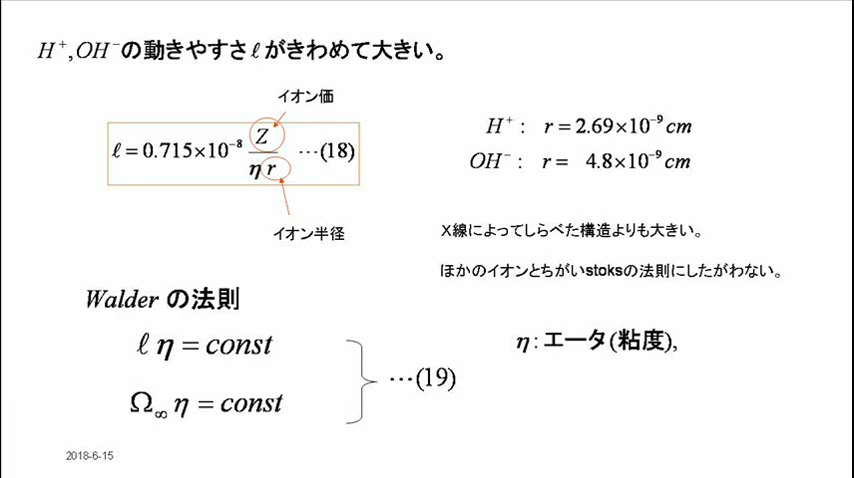 H⁺,OH⁻の動きやすさℓがきわめて大きい。
イオン価
ℓ = 0.715×10⁻⁸ Z/ηr …(18)
イオン半径
H⁺: r = 2.69×10⁻⁹cm
OH⁻: r = 4.8×10⁻⁹cm
X線によってしらべた構造よりも大きい。
ほかのイオンとちがいstoksの法則にしたがわない。
Walder の法則
ℓ η = const
Ω∞ η = const
…(19)
η:エータ(粘度),
2018-6-15